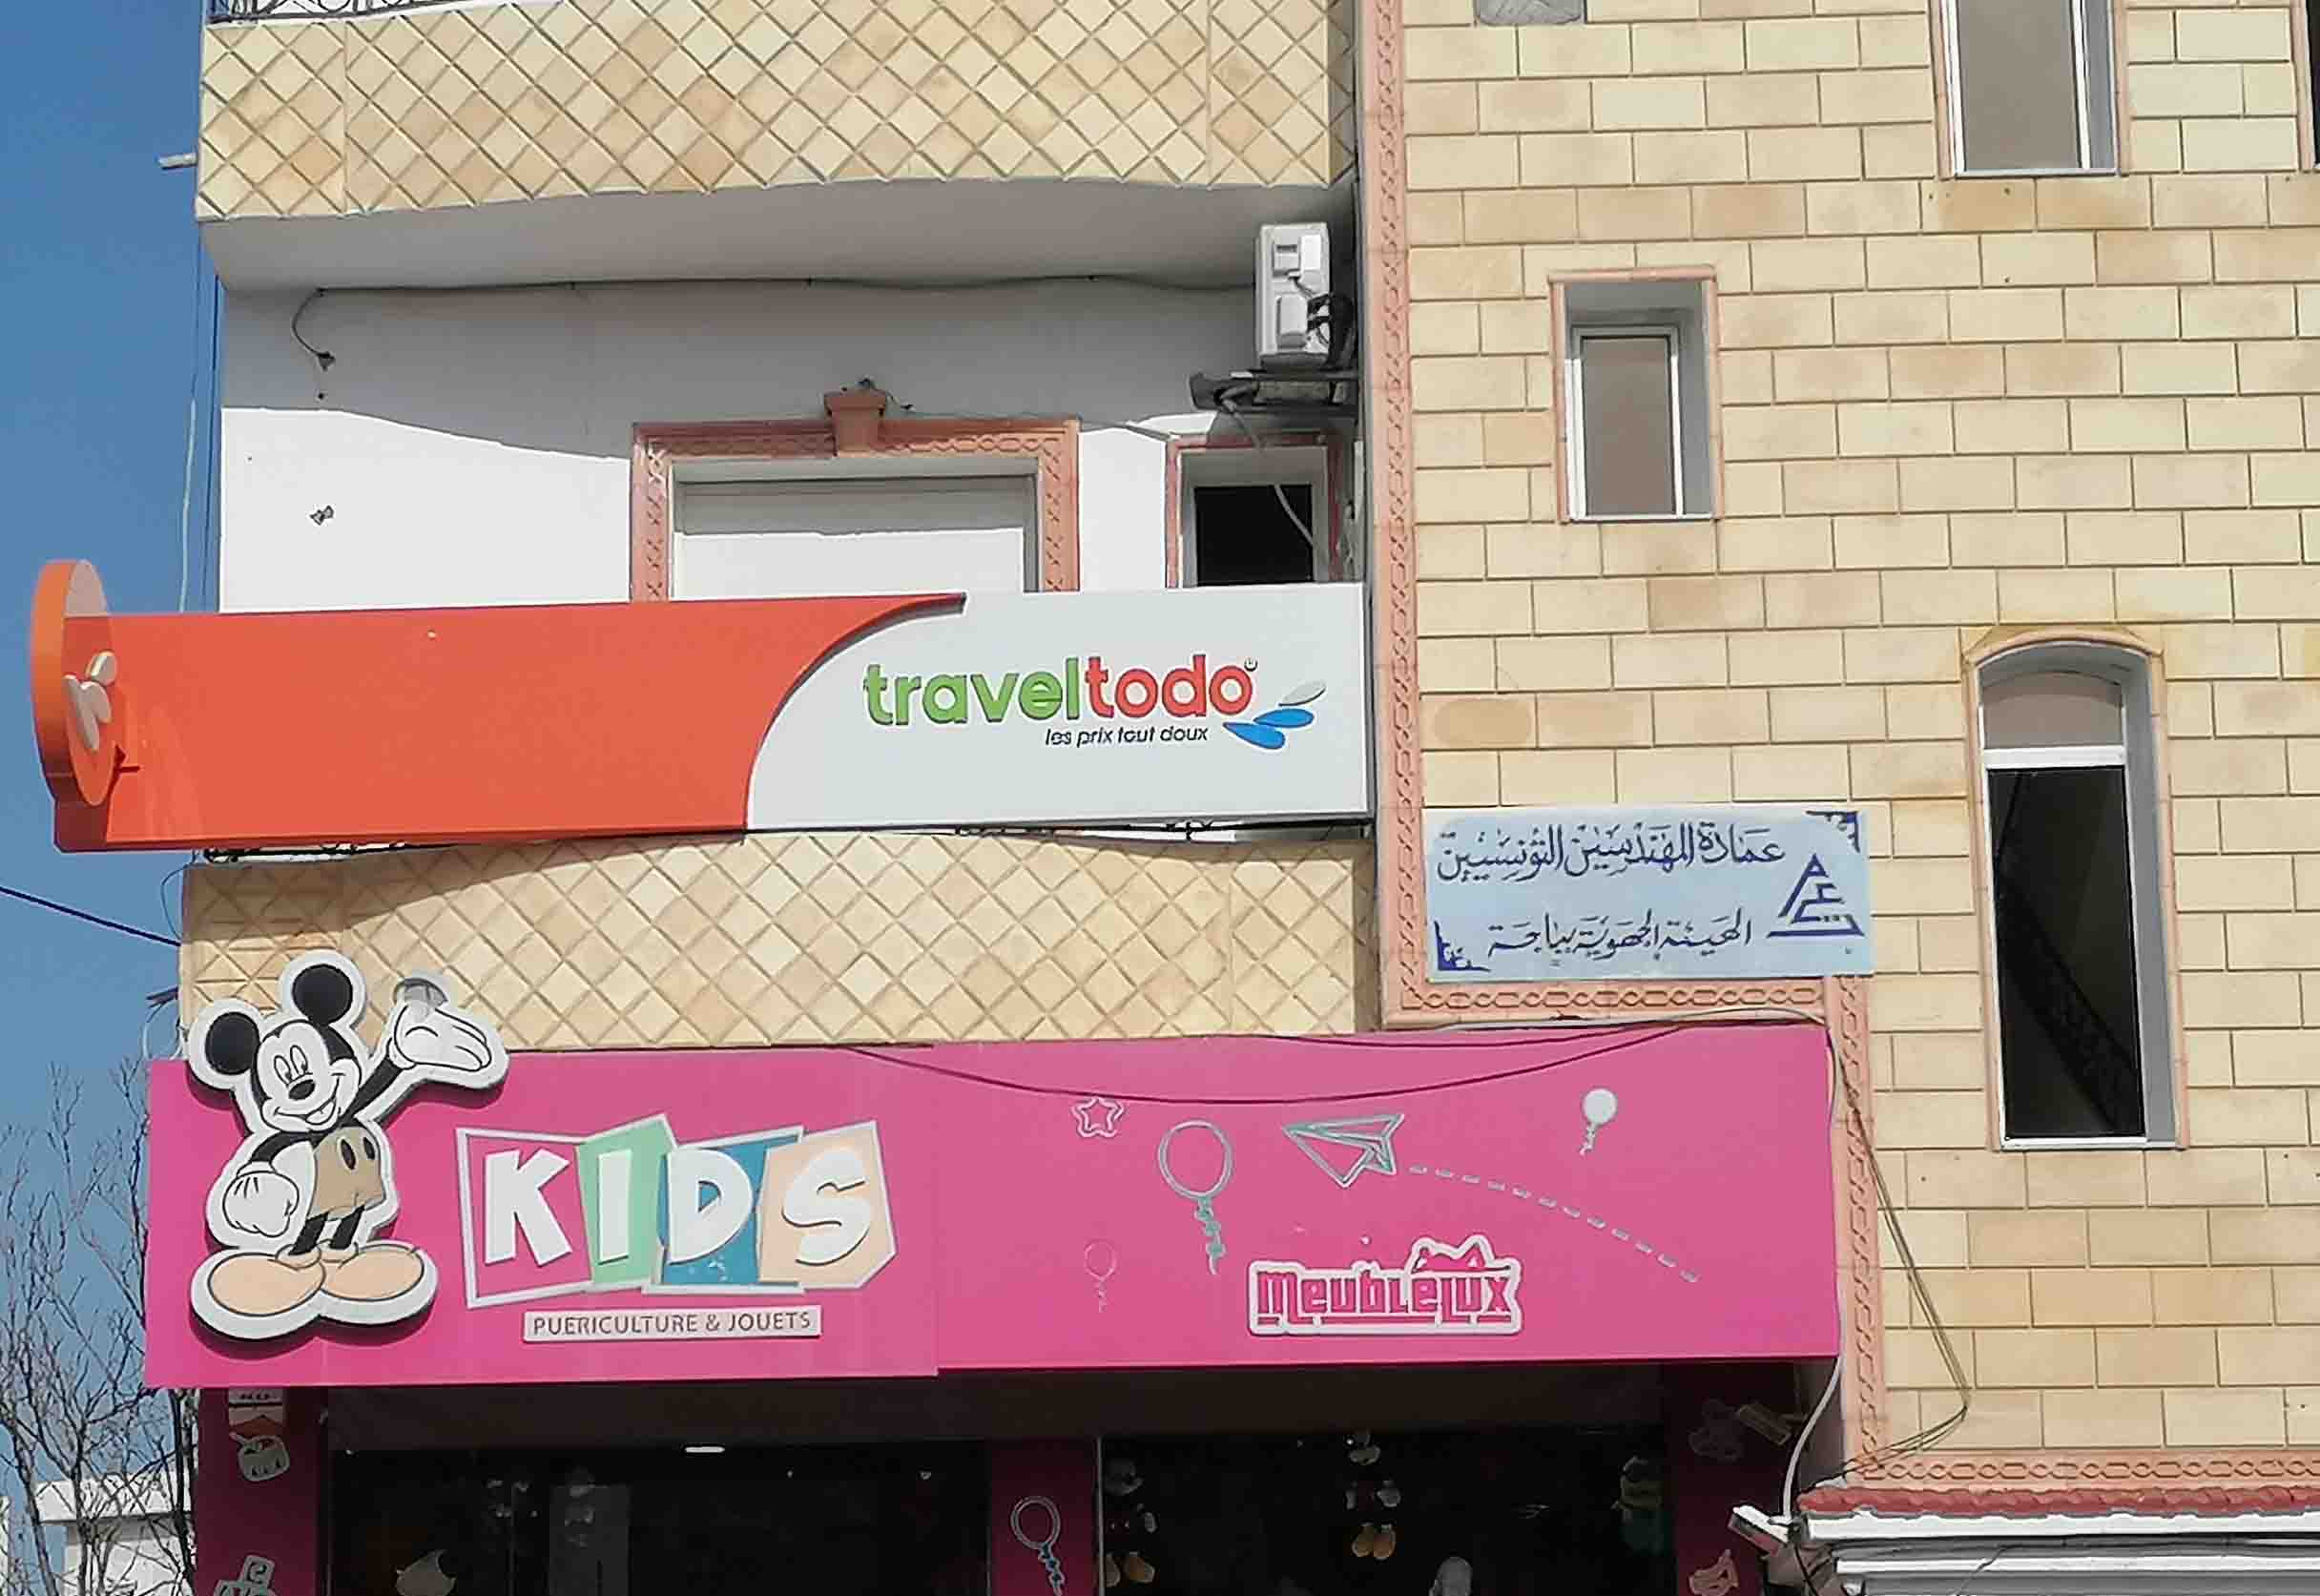 traveltodo
les prix tout doux
عمادة المهندسين التونسيين
الهيئة الجهوية بباجة
KIDS
PUERICULTURE & JOUETS
MeubLeLux